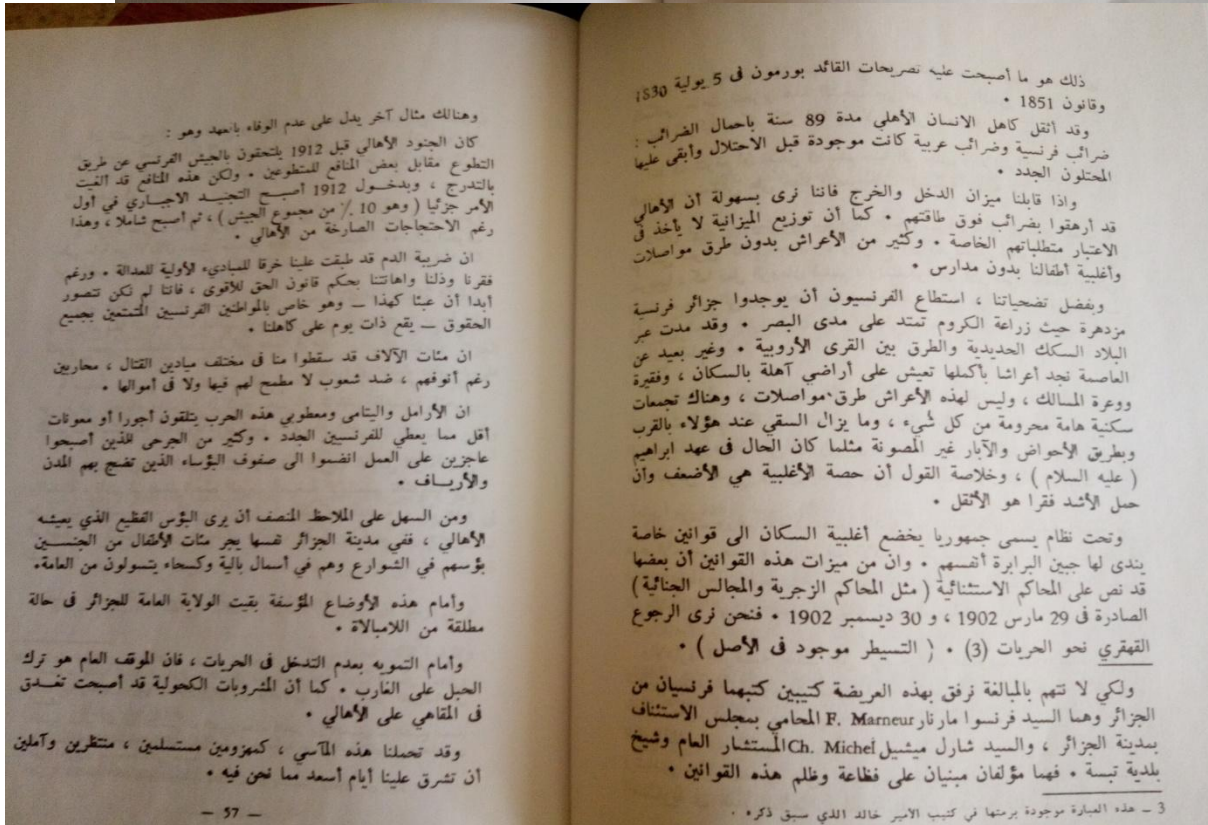 ذلك هو ما أصبحت عليه تصريحات القائد بورمون فى 5 يولية 1830
وقانون 1851 •
وقد أثقل كاهل الانسان الأهلي مدة 89 سنة باحمال الضرائب :
ضرائب فرنسية وضرائب عربية كانت موجودة قبل الاحتلال وأبقى عليها
المحتلون الجدد •
واذا قابلنا ميزان الدخل والخرج فاننا نرى بسهولة أن الأهالي
قد أرهقوا بضرائب فوق طاقتهم • كما أن توزيع الميزانية لا يأخذ فى
الاعتبار متطلباتهم الخاصة • وكثير من الأعراش بدون طرق مواصلات
وأغلبية أطفالنا بدون مدارس •
وبفضل تضحياتنا ، استطاع الفرنسيون أن يوجدوا جزائر فرنسية
مزدهرة حيث زراعة الكروم تمتد على مدى البصر • وقد مدت عبر
البلاد السكك الحديدية والطرق بين القرى الأروبية • وغير بعيد عن
العاصمة نجد أعراشا بأكملها تعيش على أراضي آهلة بالسكان ، وفقيرة
ووعرة المسالك ، وليس لهذه الأعراش طرق مواصلات ، وهناك تجمعات
سكنية هامة محرومة من كل شيء ، وما يزال السقي عند هؤلاء بالقرب
وبطريق الأحواض والآبار غير المصونة مثلما كان الحال فى عهد ابراهيم
( عليه السلام ) ، وخلاصة القول أن حصة الأغلبية هي الأضعف وأن
حمل الأشد فقرا هو الأثقل •
وتحت نظام يسمى جمهوريا يخضع أغلبية السكان الى قوانين خاصة
يندى لها جبين البرابرة أنفسهم • وان من ميزات هذه القوانين أن بعضها
قد نص على المحاكم الاستثنائية ( مثل المحاكم الزجرية والمجالس الجنائية )
الصادرة فى 29 مارس 1902 ، و 30 ديسمبر 1902 • فنحن نرى الرجوع
القهقري نحو الحريات (3) • ( التسيطر موجود فى الأصل ) •
ولكي لا نتهم بالمبالغة نرفق بهذه العريضة كتيبين كتبهما فرنسيان من
الجزائر وهما السيد فرنسوا مارنار F. Marneur المحامي بمجلس الاستئناف
بمدينة الجزائر ، والسيد شارل ميشيل Ch. Michel المستشار العام وشيخ
بلدية تبسة • فهما مؤلفان مبنيان على فظاعة وظلم هذه القوانين •
3 – هذه العبارة موجودة برمتها في كتيب الأمير خالد الذي سبق ذكره .
وهنالك مثال آخر يدل على عدم الوفاء بالعهد وهو :
كان الجنود الأهالي قبل 1912 يلتحقون بالجيش الفرنسي عن طريق
التطوع مقابل بعض المنافع للمتطوعين • ولكن هذه المنافع قد ألغيت
بالتدرج ، وبدخول 1912 أصبح التجنيد الاجباري في أول
الأمر جزئيا ( وهو 10 ٪ من مجموع الجيش ) ، ثم أصبح شاملا ، وهذا
رغم الاحتجاجات الصارخة من الأهالي •
ان ضريبة الدم قد طبقت علينا خرقا للمباديء الأولية للعدالة • ورغم
فقرنا وذلنا واهانتنا بحكم قانون الحق للأقوى ، فاننا لم نكن نتصور
أبدا أن عبئا كهذا — وهو خاص بالمواطنين الفرنسيين المتمتعين بجميع
الحقوق — يقع ذات يوم على كاهلنا •
ان مئات الآلاف قد سقطوا منا فى مختلف ميادين القتال ، محاربين
رغم أنوفهم ، ضد شعوب لا مطمح لهم فيها ولا فى أموالها •
ان الأرامل واليتامى ومعطوبي هذه الحرب يتلقون أجورا أو معونات
أقل مما يعطي للفرنسيين الجدد • وكثير من الجرحى للذين أصبحوا
عاجزين على العمل انضموا الى صفوف البؤساء الذين تضج بهم المدن
والأرياف •
ومن السهل على الملاحظ المنصف أن يرى البؤس الفظيع الذي يعيشه
الأهالي ، ففي مدينة الجزائر نفسها يجر مئات الأطفال من الجنسين
بؤسهم في الشوارع وهم في أسمال بالية وكسحاء يتسولون من العامة.
وأمام هذه الأوضاع المؤسفة بقيت الولاية العامة للجزائر فى حالة
مطلقة من اللامبالاة •
وأمام التمويه بعدم التدخل فى الحريات ، فان الموقف العام هو ترك
الحبل على الغارب • كما أن المشروبات الكحولية قد أصبحت تغدق
فى المقاهي على الأهالي •
وقد تحملنا هذه المآسي ، كمهزومين مستسلمين ، منتظرين وآملين
أن تشرق علينا أيام أسعد مما نحن فيه •
— 57 —